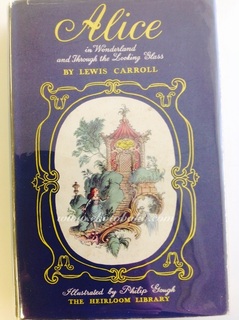 Alice
in Wonderland
and Through the Looking Glass
BY LEWIS CARROLL
Illustrated by Philip Gough
THE HEIRLOOM LIBRARY